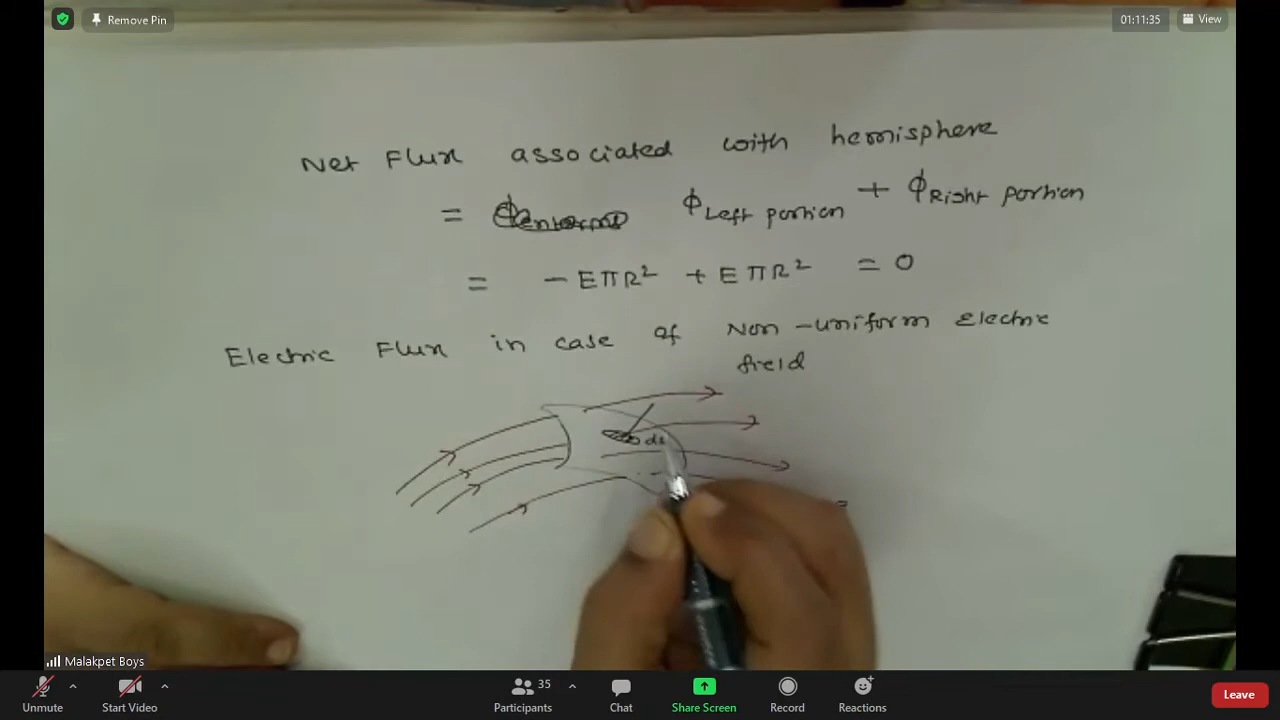 Remove Pin
01:11:35
View
Net Flux associated with hemisphere
= ϕ Left portion + ϕ Right portion
= -EπR² + EπR² = 0
Electric Flux in case of Non-uniform Electric
field
ds
Malakpet Boys
Unmute
Start Video
35
Participants
Chat
Share Screen
Record
Reactions
Leave